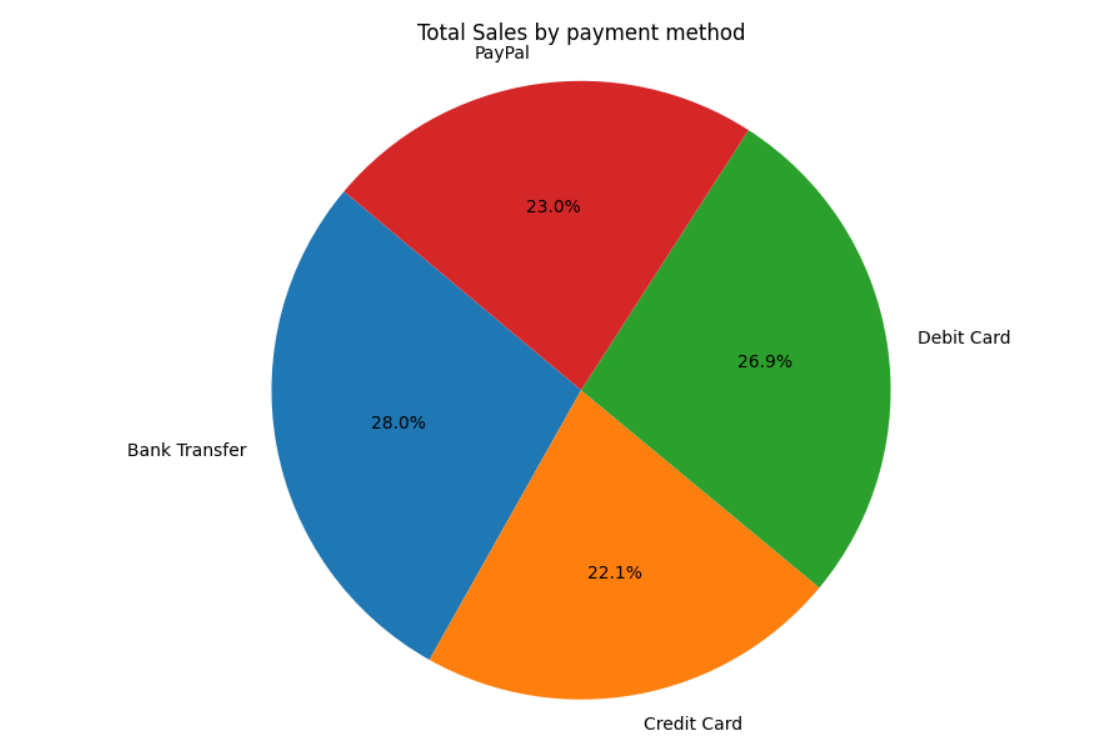 Total Sales by payment method
PayPal
23.0%
Debit Card
26.9%
28.0%
Bank Transfer
22.1%
Credit Card